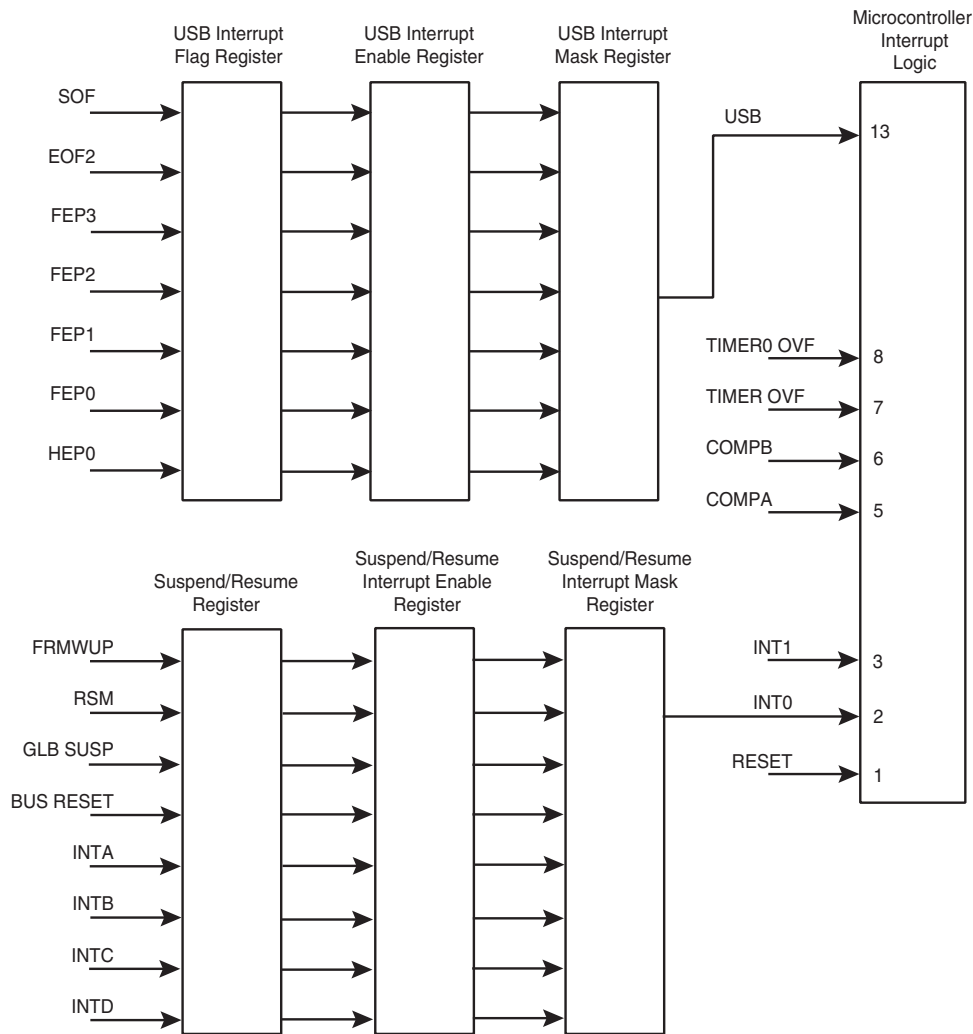 USB Interrupt
Flag Register
USB Interrupt
Enable Register
USB Interrupt
Mask Register
Microcontroller
Interrupt
Logic
SOF
EOF2
FEP3
FEP2
FEP1
FEP0
HEP0
USB
13
TIMER0 OVF
8
TIMER OVF
7
COMPB
6
COMPA
5
Suspend/Resume
Register
Suspend/Resume
Interrupt Enable
Register
Suspend/Resume
Interrupt Mask
Register
FRMWUP
RSM
GLB SUSP
BUS RESET
INTA
INTB
INTC
INTD
INT1
3
INT0
2
RESET
1